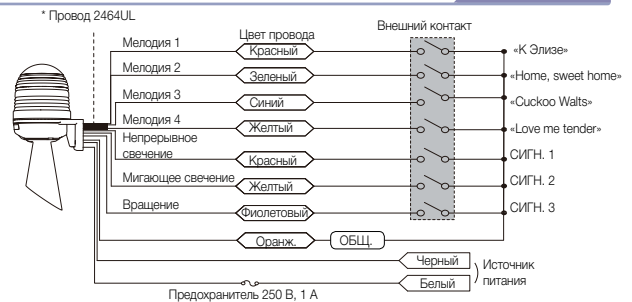 * Провод 2464UL
Цвет провода
Внешний контакт
Мелодия 1
Красный
«К Элизе»
Мелодия 2
Зеленый
«Home, sweet home»
Мелодия 3
Синий
«Cuckoo Walts»
Мелодия 4
Желтый
«Love me tender»
Непрерывное
свечение
Красный
СИГН. 1
Мигающее свечение
Желтый
СИГН. 2
Вращение
Фиолетовый
СИГН. 3
Оранж.
ОБЩ.
Черный
Источник
питания
Белый
Предохранитель 250 В, 1 А